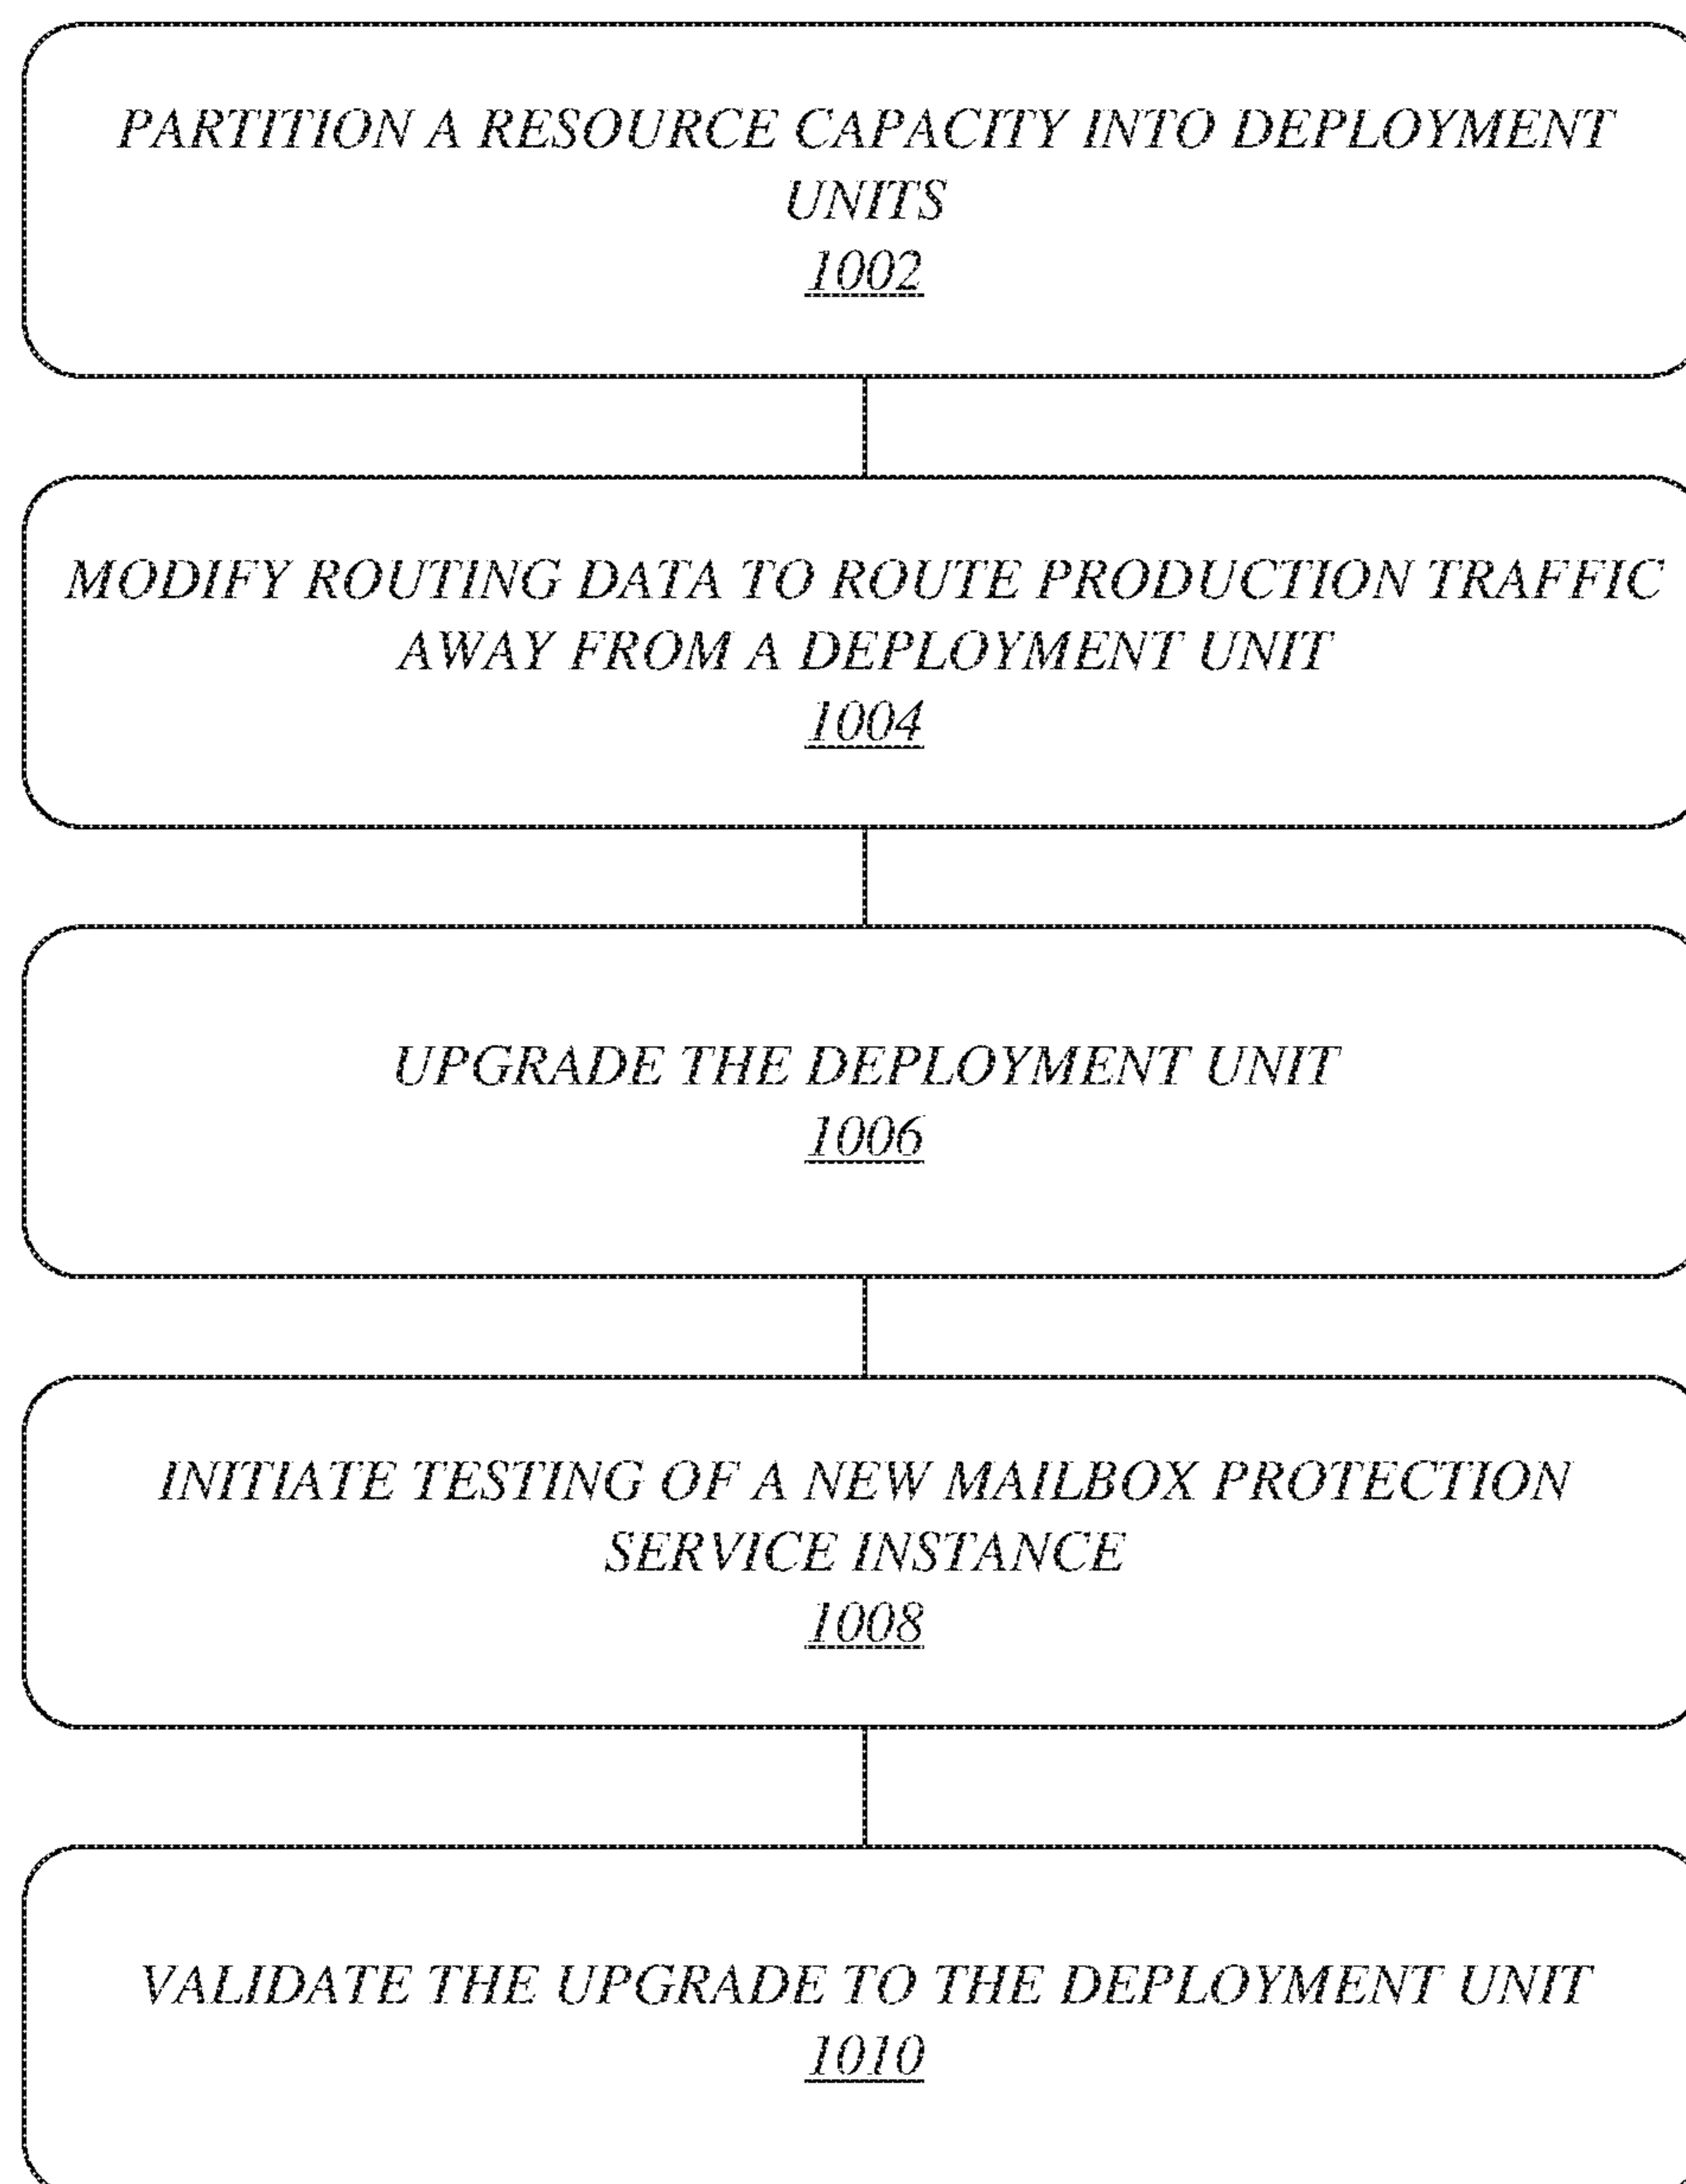 PARTITION A RESOURCE CAPACITY INTO DEPLOYMENT
UNITS
1002
MODIFY ROUTING DATA TO ROUTE PRODUCTION TRAFFIC
AWAY FROM A DEPLOYMENT UNIT
1004
UPGRADE THE DEPLOYMENT UNIT
1006
INITIATE TESTING OF A NEW MAILBOX PROTECTION
SERVICE INSTANCE
1008
VALIDATE THE UPGRADE TO THE DEPLOYMENT UNIT
1010